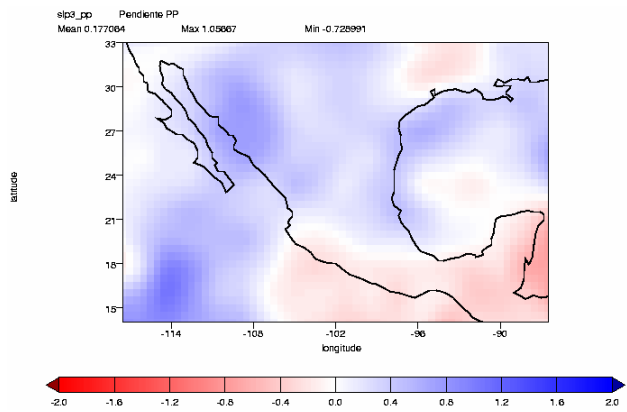 slp3_pp Pendiente PP
Mean 0.177084 Max 1.05887 Min -0.728991
33
30
27
24
21
18
15
latitude
-114 -108 -102 -96 -90
longitude
-2.0 -1.6 -1.2 -0.8 -0.4 0.0 0.4 0.8 1.2 1.6 2.0